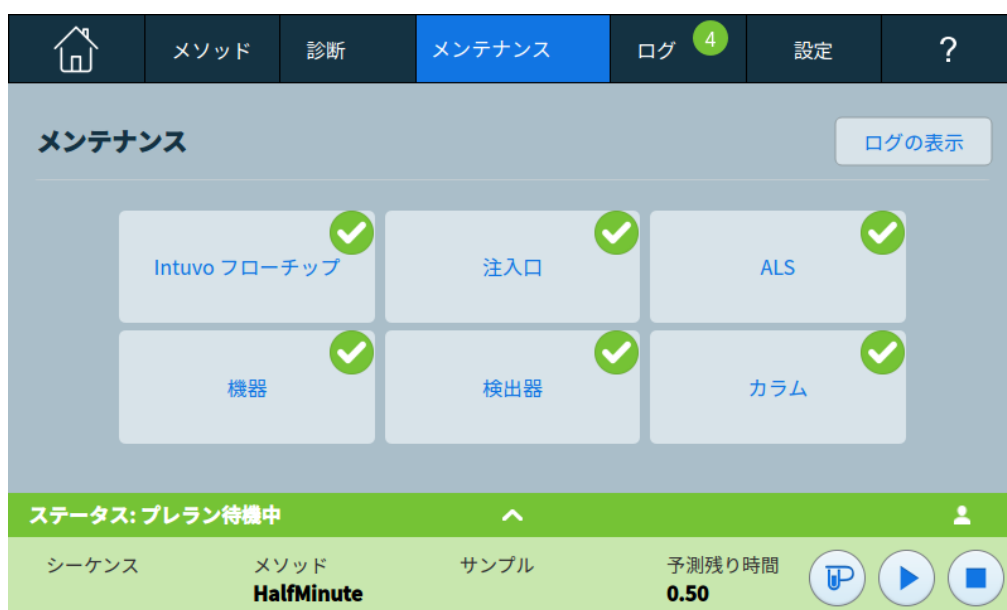 メソッド 診断 メンテナンス ログ 4 設定 ?
メンテナンス ログの表示
Intuvo フローチップ 注入口 ALS
機器 検出器 カラム
ステータス: プレラン待機中
シーケンス メソッド サンプル 予測残り時間
HalfMinute 0.50